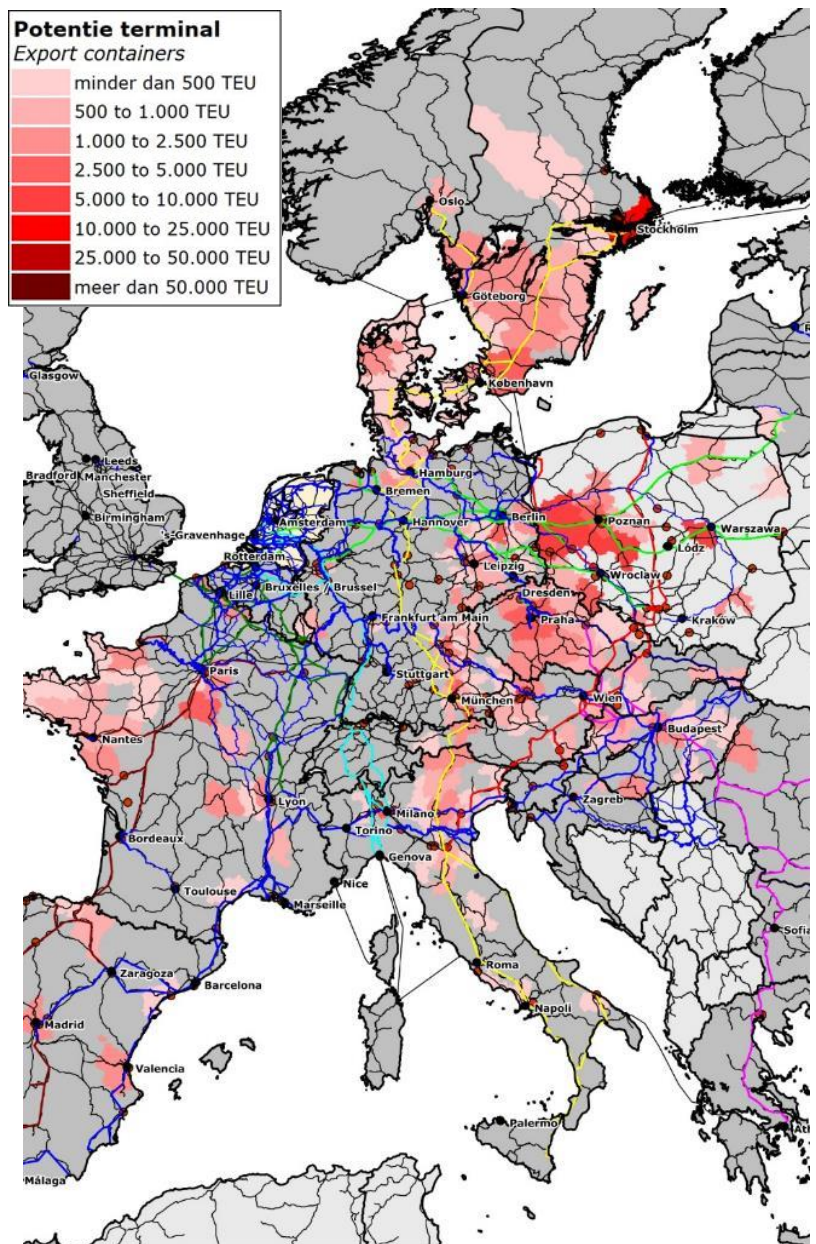 Potentie terminal
Export containers
minder dan 500 TEU
500 to 1.000 TEU
1.000 to 2.500 TEU
2.500 to 5.000 TEU
5.000 to 10.000 TEU
10.000 to 25.000 TEU
25.000 to 50.000 TEU
meer dan 50.000 TEU
Oslo
Stockholm
Göteborg
Glasgow
København
Leeds
Bradford Manchester
Sheffield
Hamburg
Bremen
Birmingham
Amsterdam
Hannover
Berlin
Poznan
Warszawa
's-Gravenhage
Rotterdam
Łódz
Leipzig
Wroclaw
Bruxelles / Brussel
Lille
Dresden
Frankfurt am Main
Praha
Kraków
Paris
Stuttgart
Wien
München
Budapest
Nantes
Lyon
Zagreb
Milano
Torino
Bordeaux
Genova
Toulouse
Nice
Marseille
Sofia
Zaragoza
Roma
Barcelona
Napoli
Madrid
Valencia
Palermo
Ath
Málaga